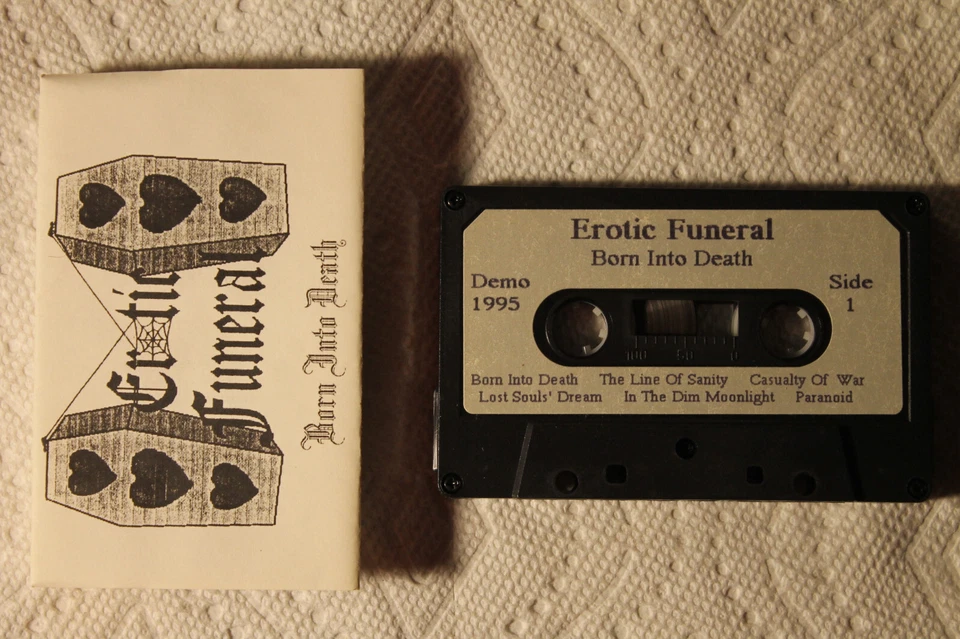 Erotic
Funeral
Born Into Death
Erotic Funeral
Born Into Death
Demo
1995
Side
1
100 50 0
Born Into Death The Line Of Sanity Casualty Of War
Lost Souls' Dream In The Dim Moonlight Paranoid